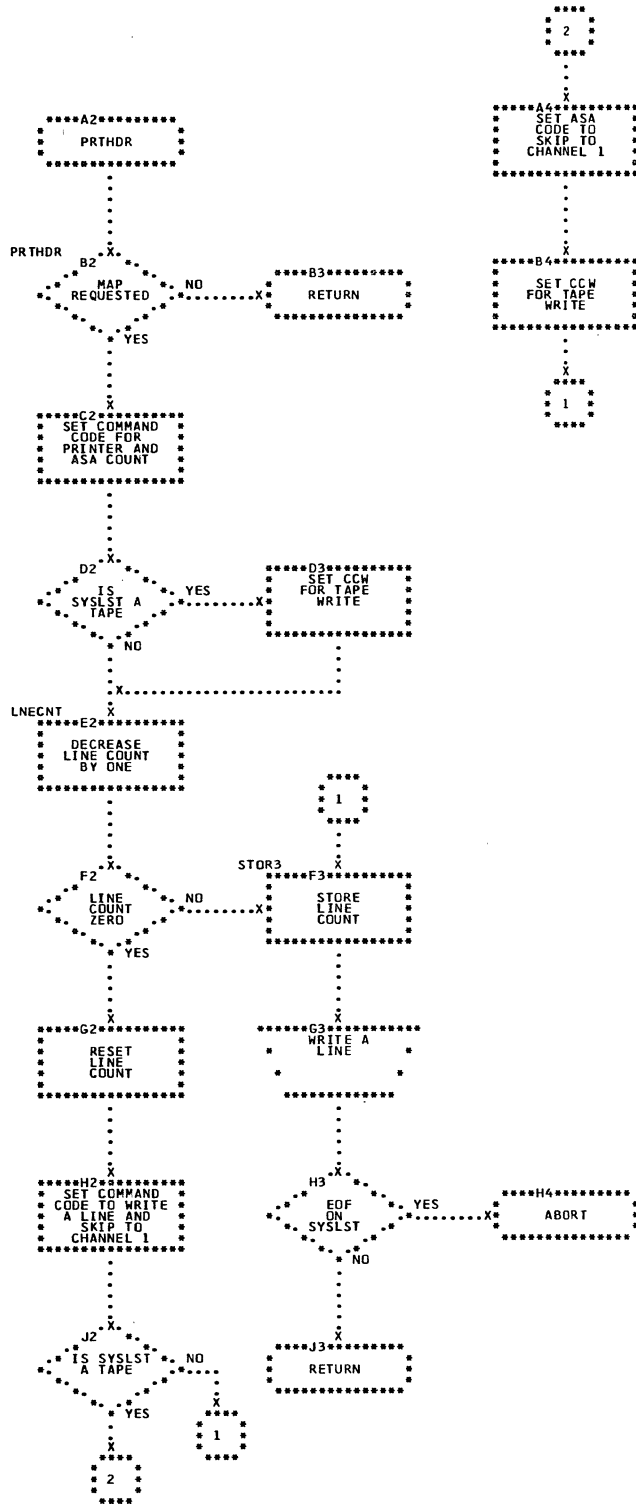 2
A2
PRTHDR
A4
SET ASA
CODE TO
SKIP TO
CHANNEL 1
PRTHDR
B2
MAP
REQUESTED
NO
YES
B3
RETURN
B4
SET CCW
FOR TAPE
WRITE
1
C2
SET COMMAND
CODE FOR
PRINTER AND
ASA COUNT
D2
IS
SYSLST A
TAPE
YES
NO
D3
SET CCW
FOR TAPE
WRITE
LNECNT
E2
DECREASE
LINE COUNT
BY ONE
1
F2
LINE
COUNT
ZERO
NO
YES
STOR3
F3
STORE
LINE
COUNT
G2
RESET
LINE
COUNT
G3
WRITE A
LINE
H2
SET COMMAND
CODE TO WRITE
A LINE AND
SKIP TO
CHANNEL 1
H3
EOF
ON
SYSLST
YES
NO
H4
ABORT
J2
IS SYSLST
A TAPE
NO
YES
J3
RETURN
1
2